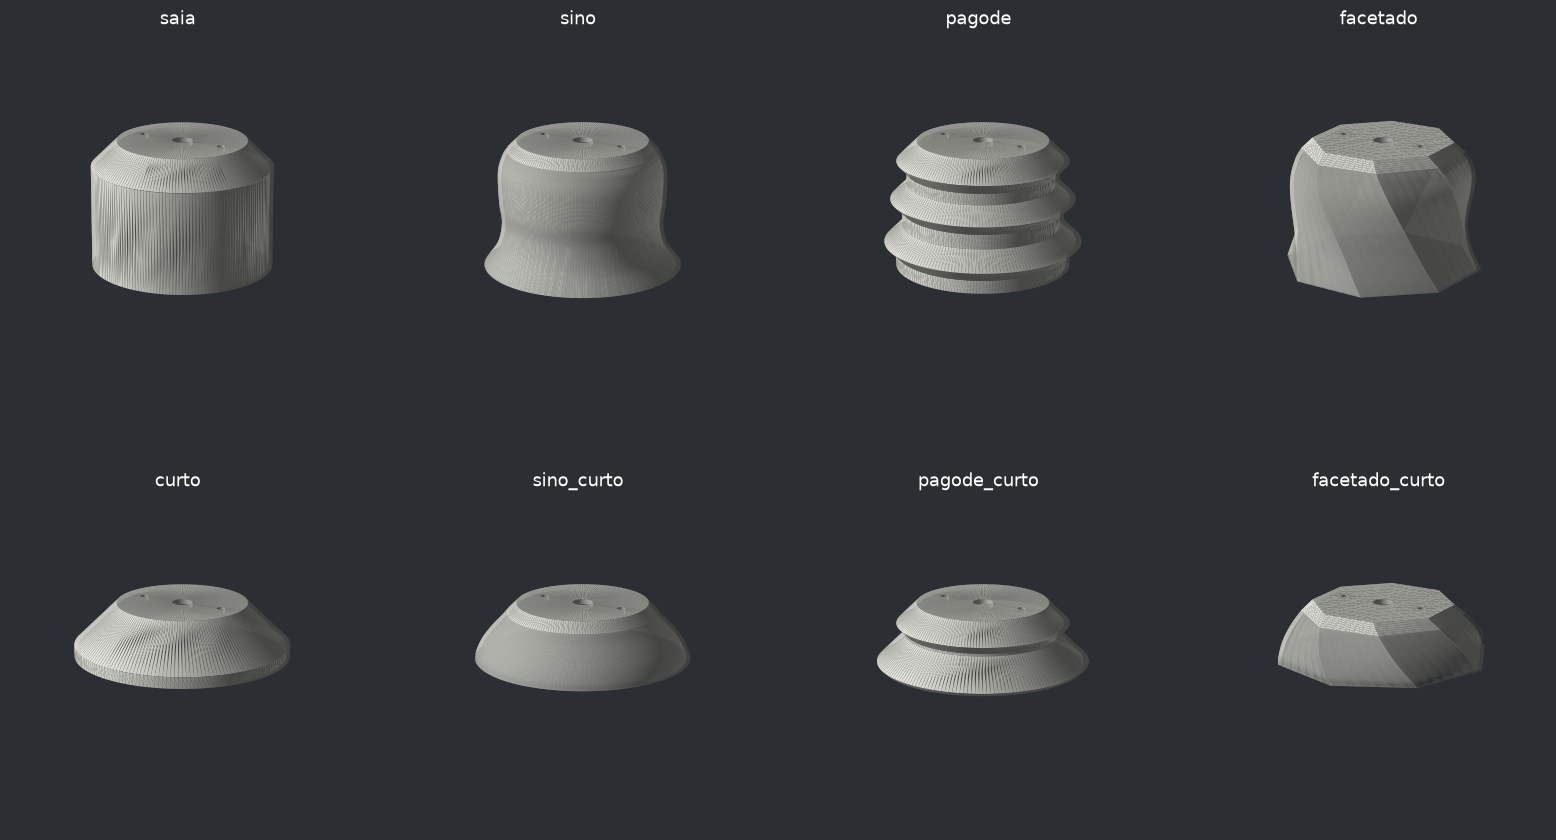 saia
sino
pagode
facetado
curto
sino_curto
pagode_curto
facetado_curto